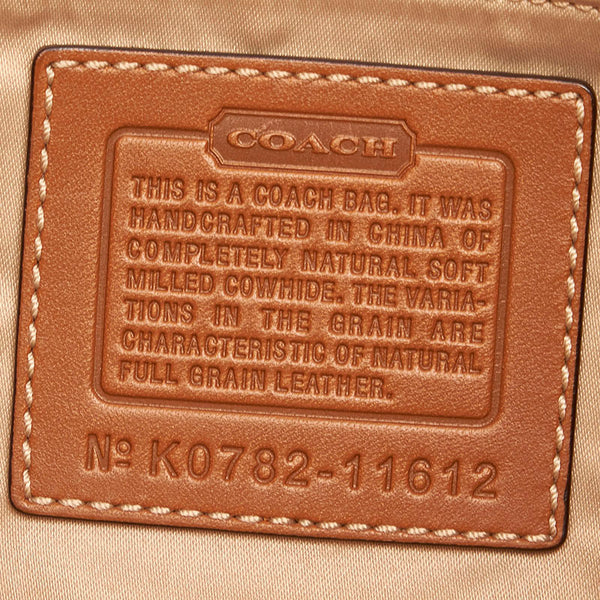 COACH
THIS IS A COACH BAG. IT WAS
HANDCRAFTED IN CHINA OF
COMPLETELY NATURAL SOFT
MILLED COWHIDE. THE VARIA-
TIONS IN THE GRAIN ARE
CHARACTERISTIC OF NATURAL
FULL GRAIN LEATHER.
№ K0782-11612